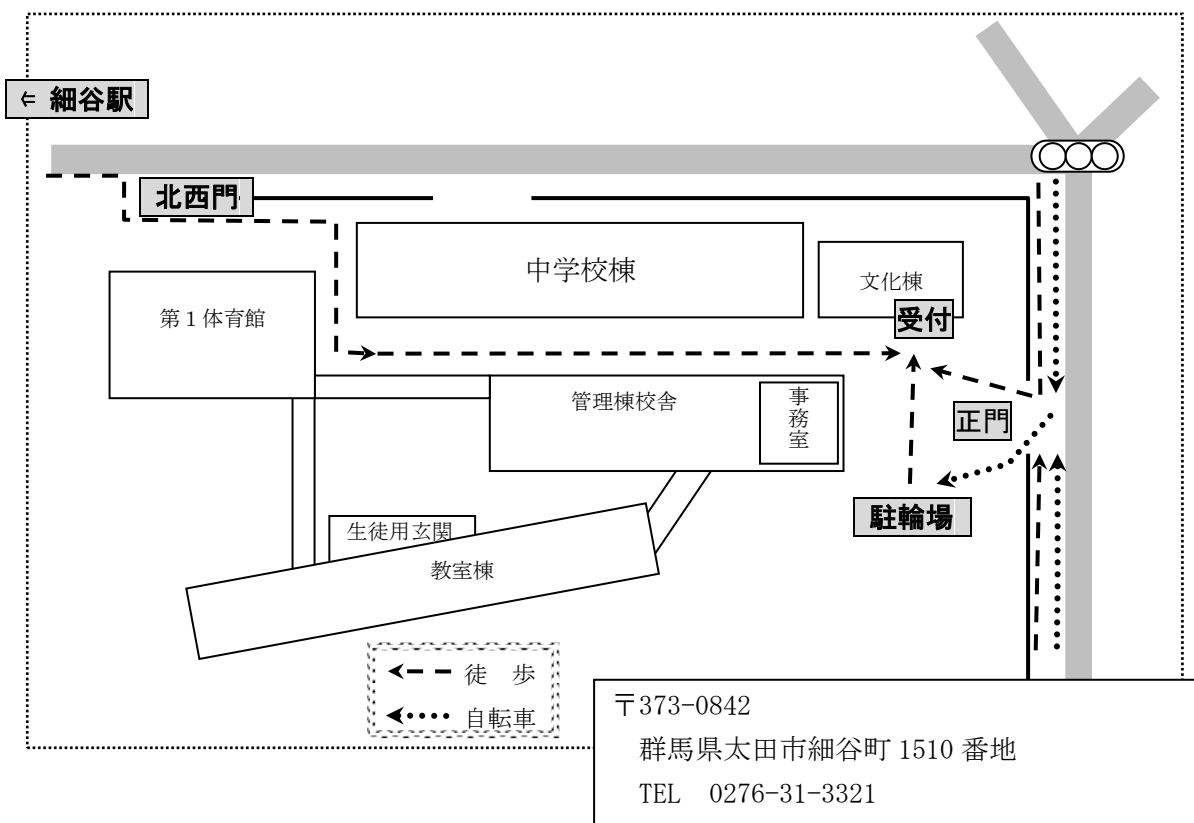 ⇦ 細谷駅
北西門
中学校棟
文化棟
受付
第１体育館
管理棟校舎
事務室
正門
駐輪場
生徒用玄関
教室棟
徒　歩
自転車
〒373-0842
群馬県太田市細谷町 1510 番地
TEL　0276-31-3321